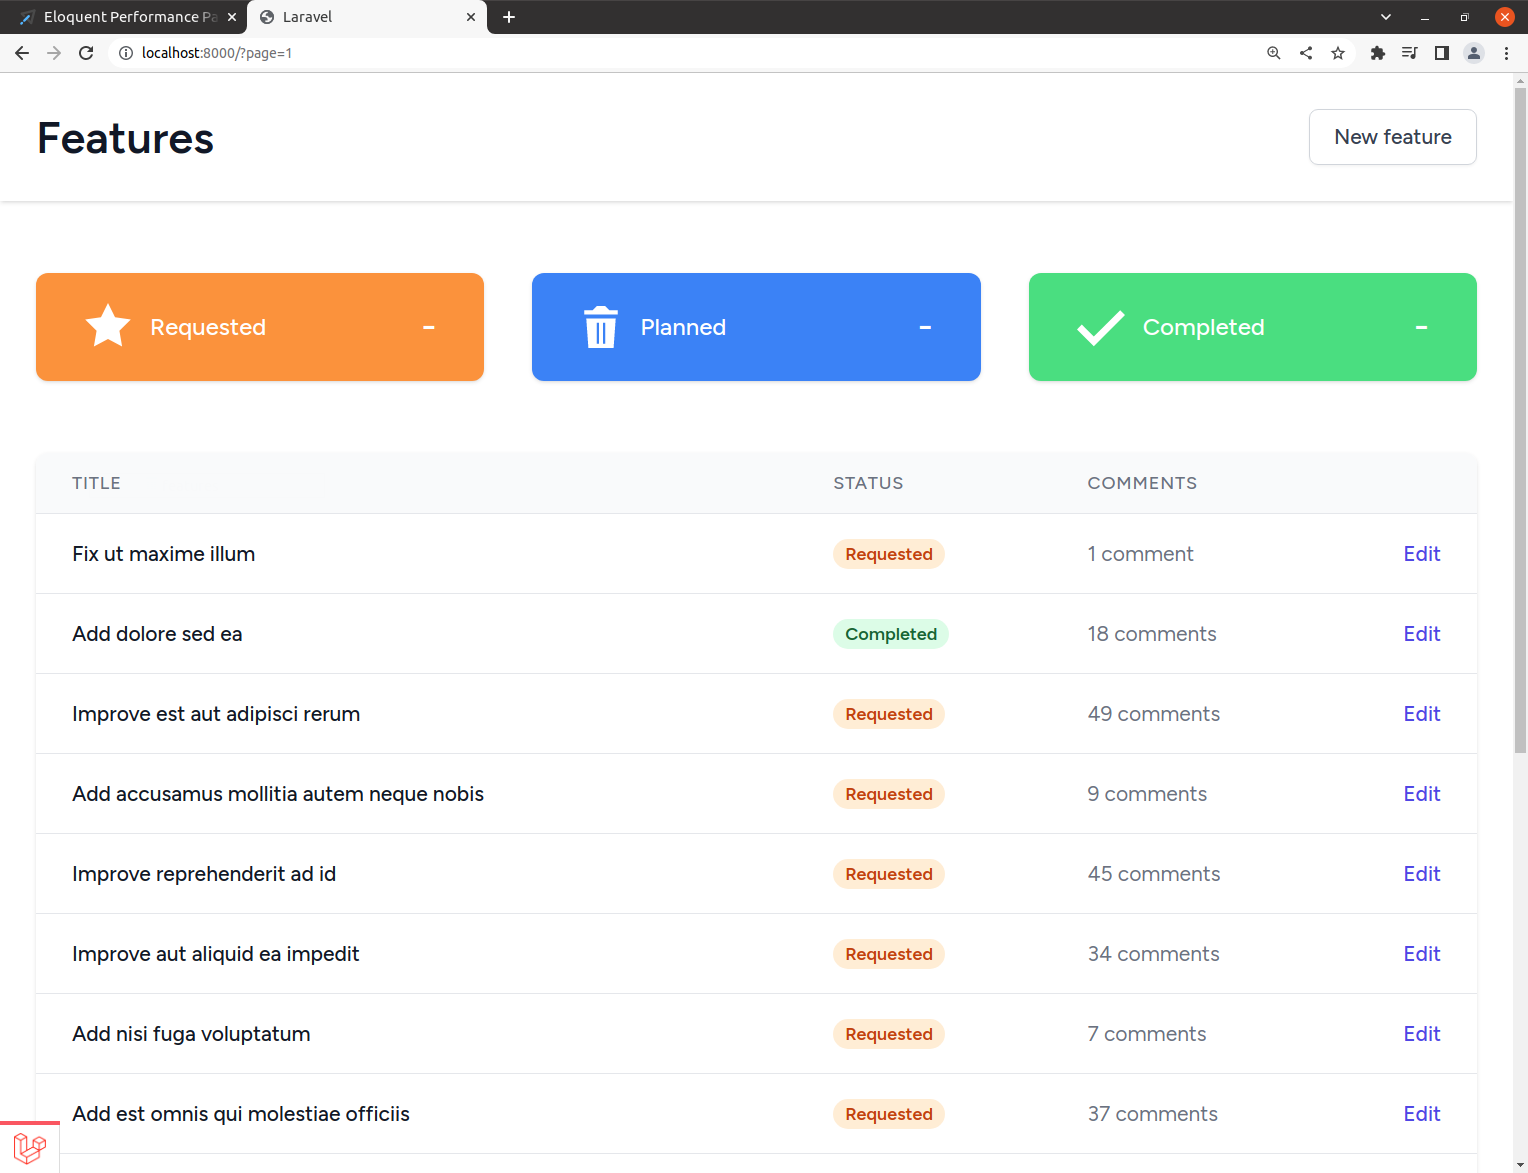 Eloquent Performance Pa
Laravel
localhost:8000/?page=1
Features
New feature
Requested -
Planned -
Completed -
TITLE STATUS COMMENTS
Fix ut maxime illum Requested 1 comment Edit
Add dolore sed ea Completed 18 comments Edit
Improve est aut adipisci rerum Requested 49 comments Edit
Add accusamus mollitia autem neque nobis Requested 9 comments Edit
Improve reprehenderit ad id Requested 45 comments Edit
Improve aut aliquid ea impedit Requested 34 comments Edit
Add nisi fuga voluptatum Requested 7 comments Edit
Add est omnis qui molestiae officiis Requested 37 comments Edit